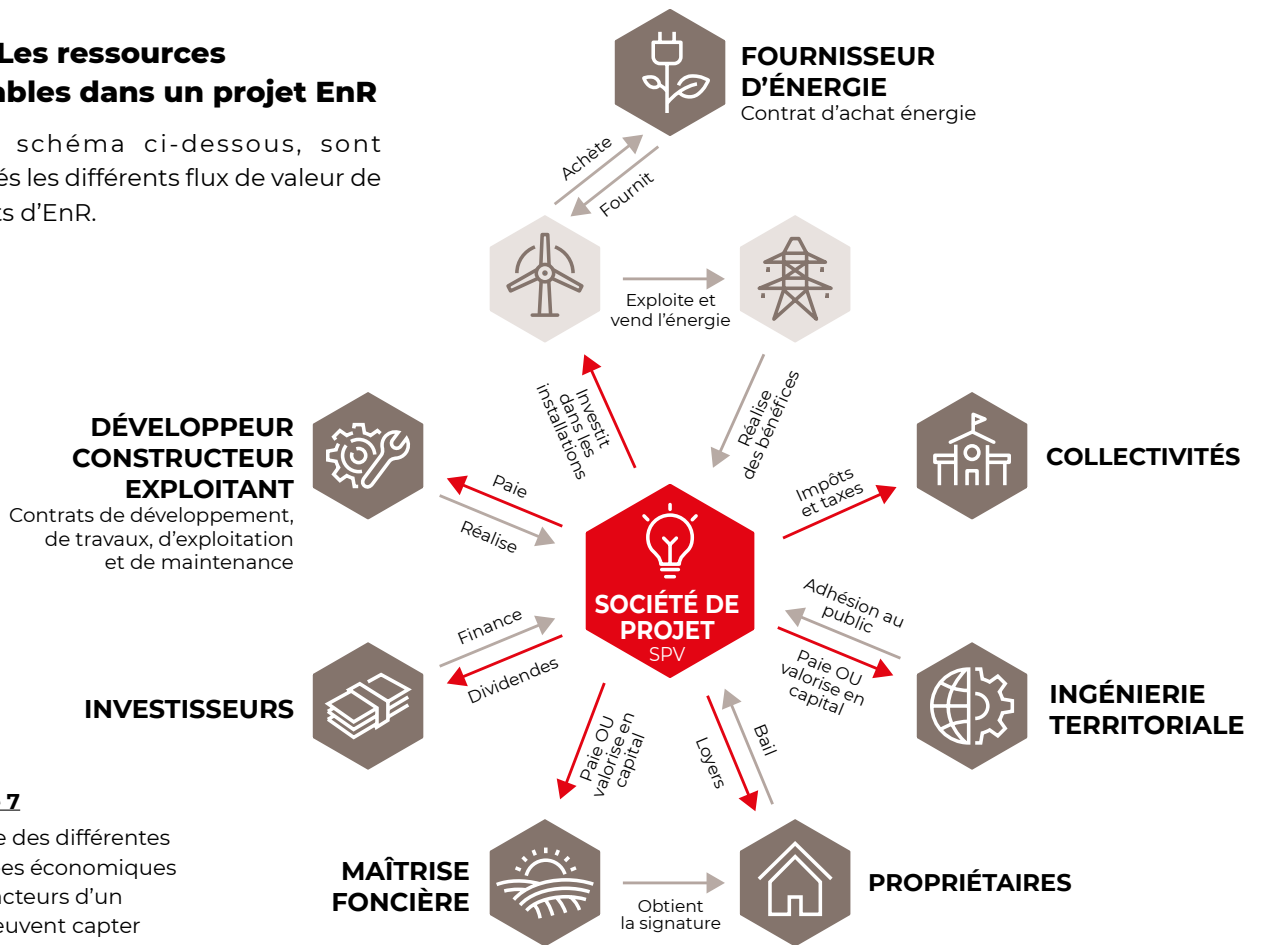 Les ressources
ables dans un projet EnR
schéma ci-dessous, sont
és les différents flux de valeur de
ts d'EnR.
FOURNISSEUR
D'ÉNERGIE
Contrat d'achat énergie
Achète
Fournit
Exploite et
vend l'énergie
Investit
dans les
installations
Réalise
des bénéfices
DÉVELOPPEUR
CONSTRUCTEUR
EXPLOITANT
Contrats de développement,
de travaux, d'exploitation
et de maintenance
Paie
Réalise
Impôts
et taxes
COLLECTIVITÉS
SOCIÉTÉ DE
PROJET
SPV
Adhésion au
public
Paie OU
valorise en
capital
INGÉNIERIE
TERRITORIALE
Finance
Dividendes
INVESTISSEURS
Paie OU
valorise en
capital
Loyers
Bail
7
e des différentes
es économiques
acteurs d'un
euvent capter
MAÎTRISE
FONCIÈRE
Obtient
la signature
PROPRIÉTAIRES